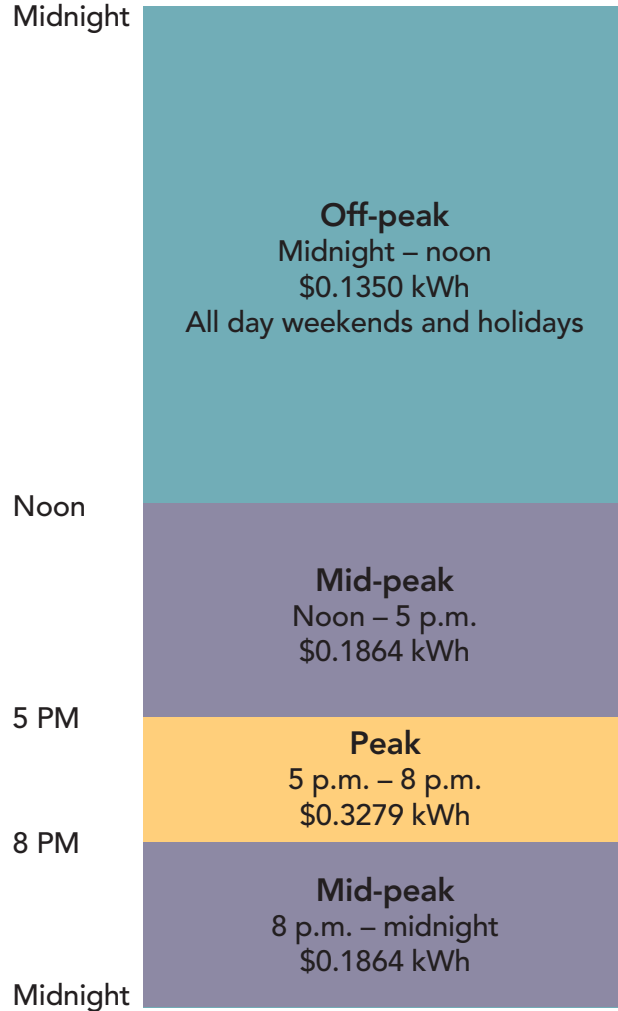 Midnight
Off-peak
Midnight – noon
$0.1350 kWh
All day weekends and holidays
Noon
Mid-peak
Noon – 5 p.m.
$0.1864 kWh
5 PM
Peak
5 p.m. – 8 p.m.
$0.3279 kWh
8 PM
Mid-peak
8 p.m. – midnight
$0.1864 kWh
Midnight